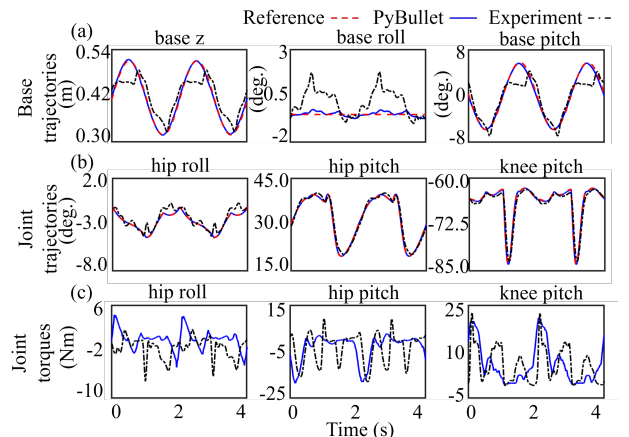 Reference PyBullet Experiment
(a) base z base roll base pitch
Base
trajectories
(m)
0.54
0.42
0.30
(deg.)
3
.5
-2
(deg.)
8
0
-8
(b) hip roll hip pitch knee pitch
Joint
trajectories
(deg.)
2.0
-3.0
-8.0
45.0
30.0
15.0
-60.0
-72.5
-85.0
(c) hip roll hip pitch knee pitch
Joint
torques
(Nm)
6
-2
-10
15
-5
-25
25
10
-5
0 2 4 0 2 4 0 2 4
Time (s)